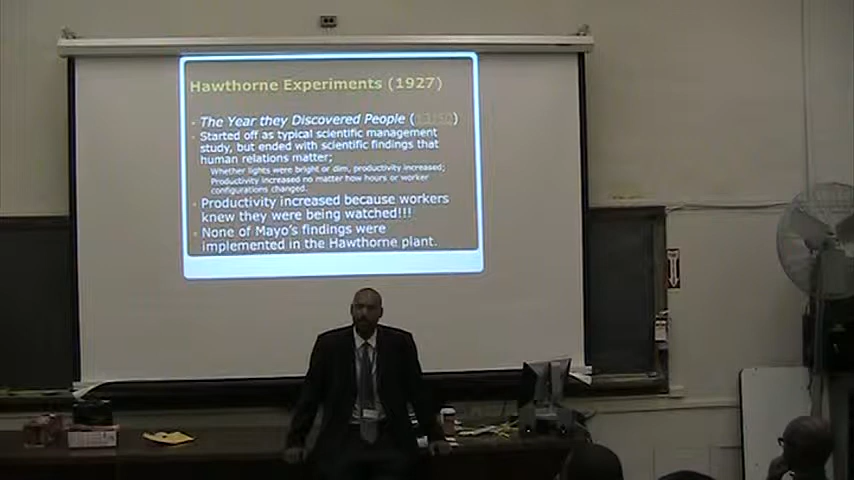 Hawthorne Experiments (1927)
The Year they Discovered People (
Started off as typical scientific management
study, but ended with scientific findings that
human relations matter;
Whether lights were bright or dim, productivity increased;
Productivity increased no matter how hours or worker
configurations changed.
Productivity increased because workers
knew they were being watched!!!
None of Mayo's findings were
implemented in the Hawthorne plant.